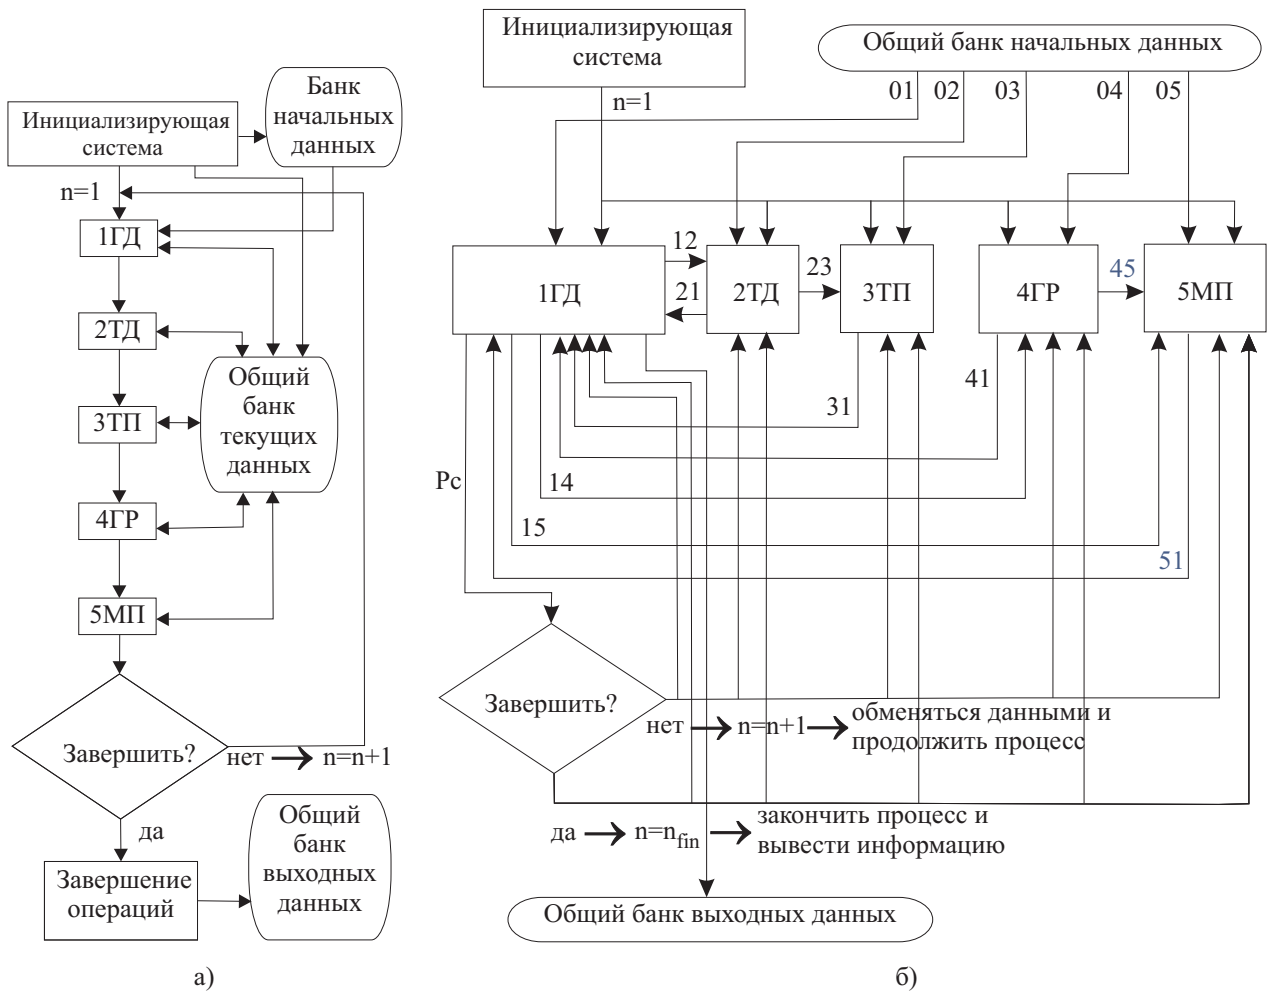 Инициализирующая
система
Банк
начальных
данных
n=1
1ГД
2ТД
3ТП
4ГР
5МП
Общий
банк
текущих
данных
Завершить?
нет
n=n+1
да
Завершение
операций
Общий
банк
выходных
данных
а)
Инициализирующая
система
n=1
Общий банк начальных данных
01
02
03
04
05
1ГД
12
21
2ТД
23
3ТП
4ГР
45
5МП
31
41
14
15
51
Рс
Завершить?
нет
n=n+1
обменяться данными и
продолжить процесс
да
n=nfin
закончить процесс и
вывести информацию
Общий банк выходных данных
б)